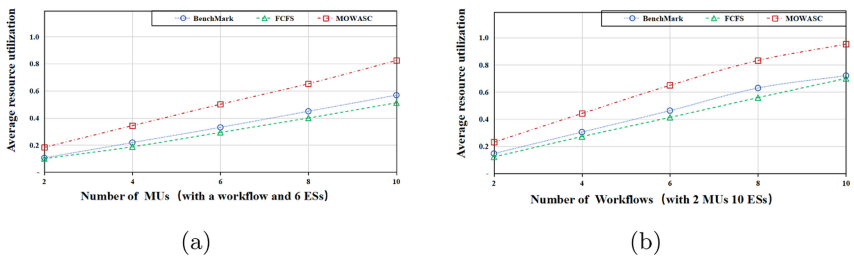 BenchMark FCFS MOWASC
Average resource utilization
1.0
0.8
0.6
0.4
0.2
-
2 4 6 8 10
Number of MUs (with a workflow and 6 ESs)
(a)
BenchMark FCFS MOWASC
Average resource utilization
1.0
0.8
0.6
0.4
0.2
-
2 4 6 8 10
Number of Workflows (with 2 MUs 10 ESs)
(b)